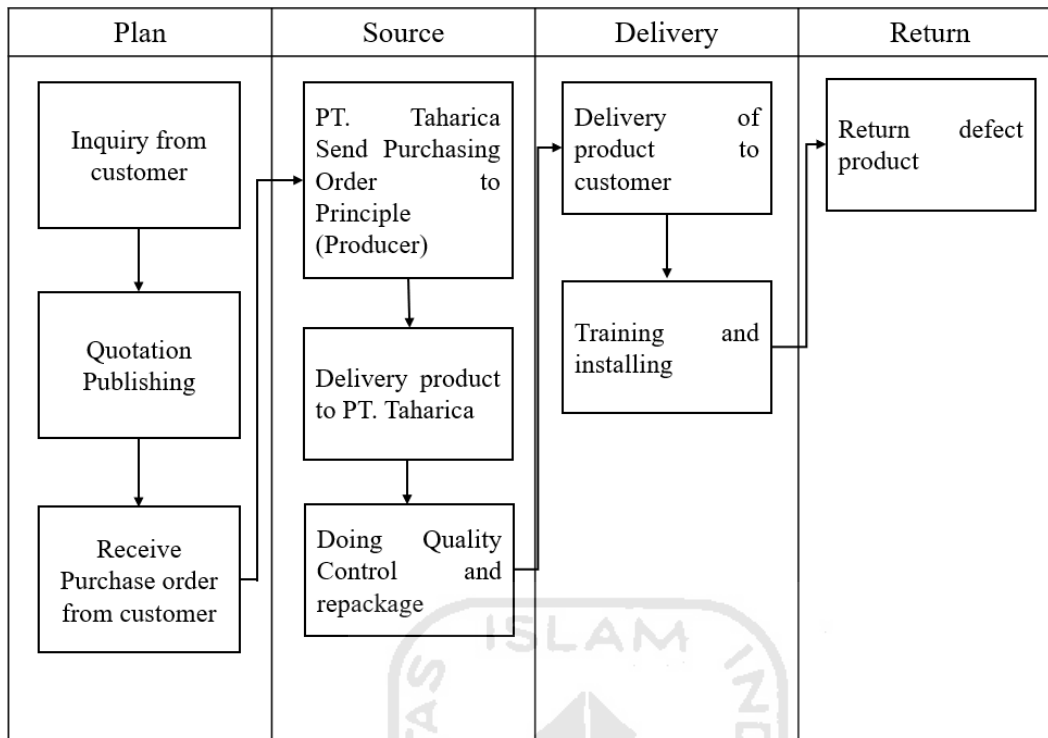 Plan
Source
Delivery
Return
Inquiry from
customer
Quotation
Publishing
Receive
Purchase order
from customer
PT. Taharica
Send Purchasing
Order to
Principle
(Producer)
Delivery product
to PT. Taharica
Doing Quality
Control and
repackage
Delivery of
product to
customer
Training and
installing
Return defect
product
ISLAM